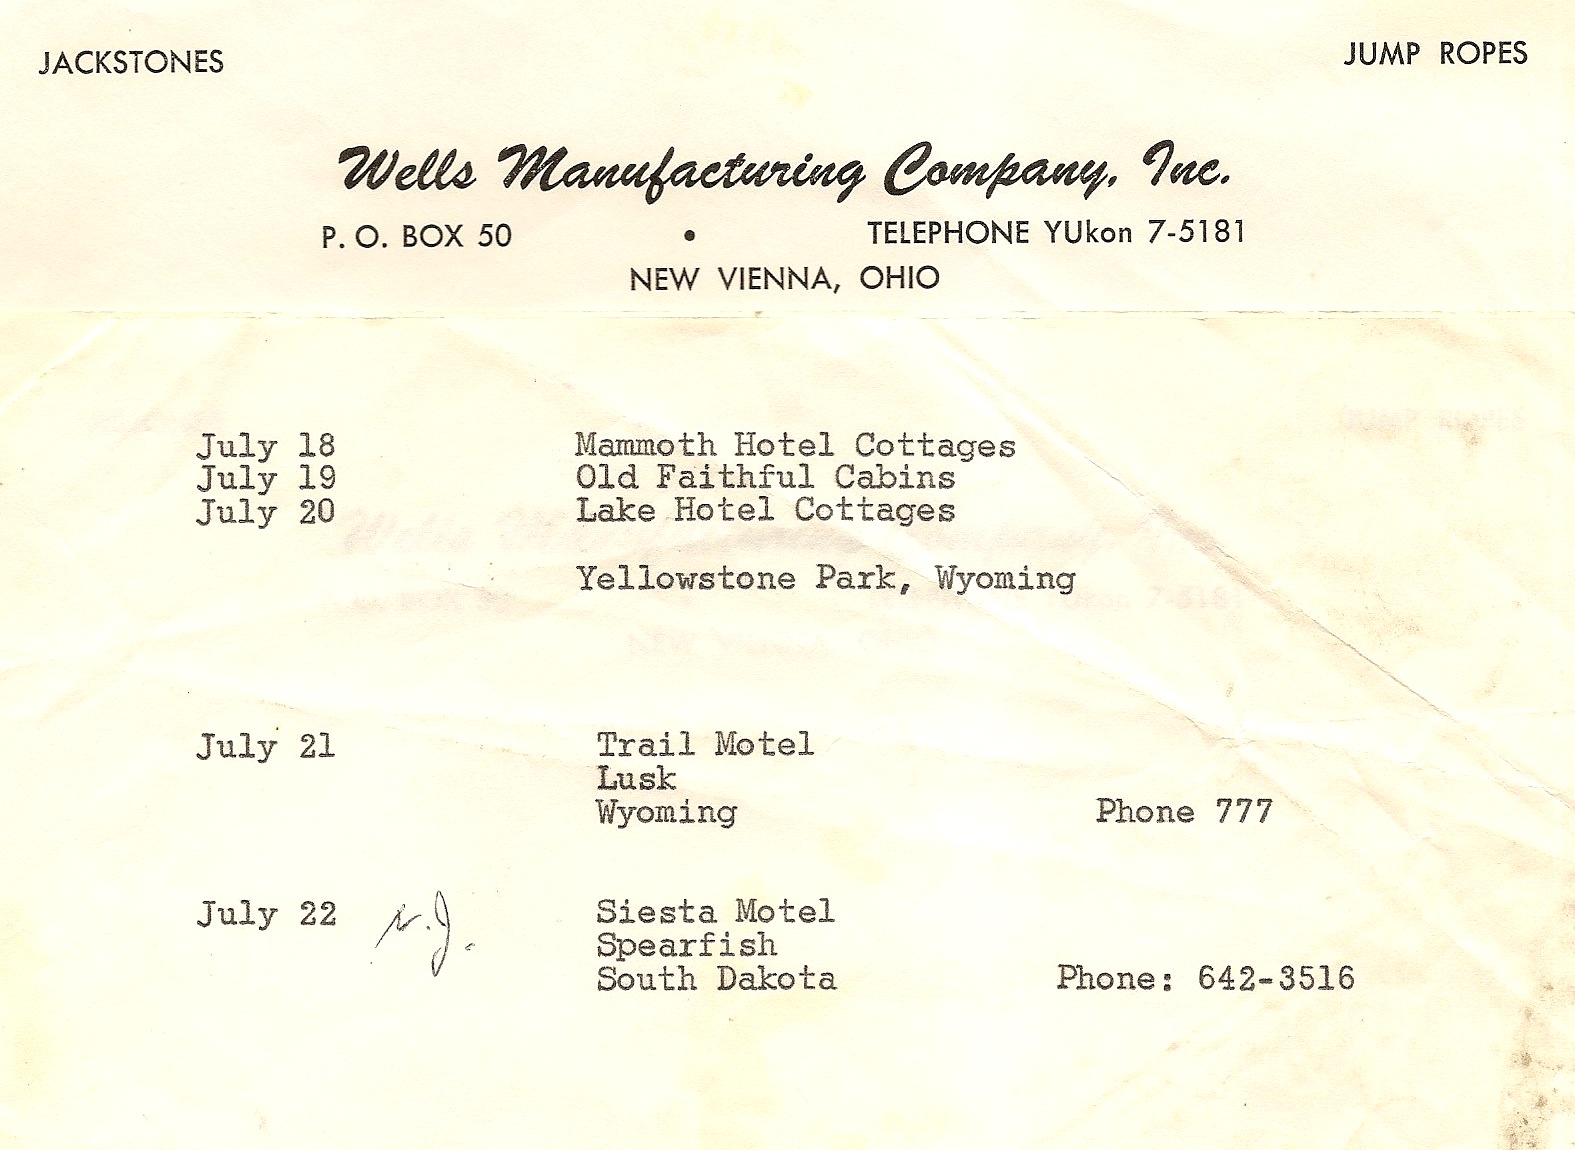 JACKSTONES JUMP ROPES
Wells Manufacturing Company, Inc.
P. O. BOX 50 • TELEPHONE YUkon 7-5181
NEW VIENNA, OHIO
July 18 Mammoth Hotel Cottages
July 19 Old Faithful Cabins
July 20 Lake Hotel Cottages
Yellowstone Park, Wyoming
July 21 Trail Motel
Lusk
Wyoming Phone 777
July 22 Siesta Motel
Spearfish
South Dakota Phone: 642-3516